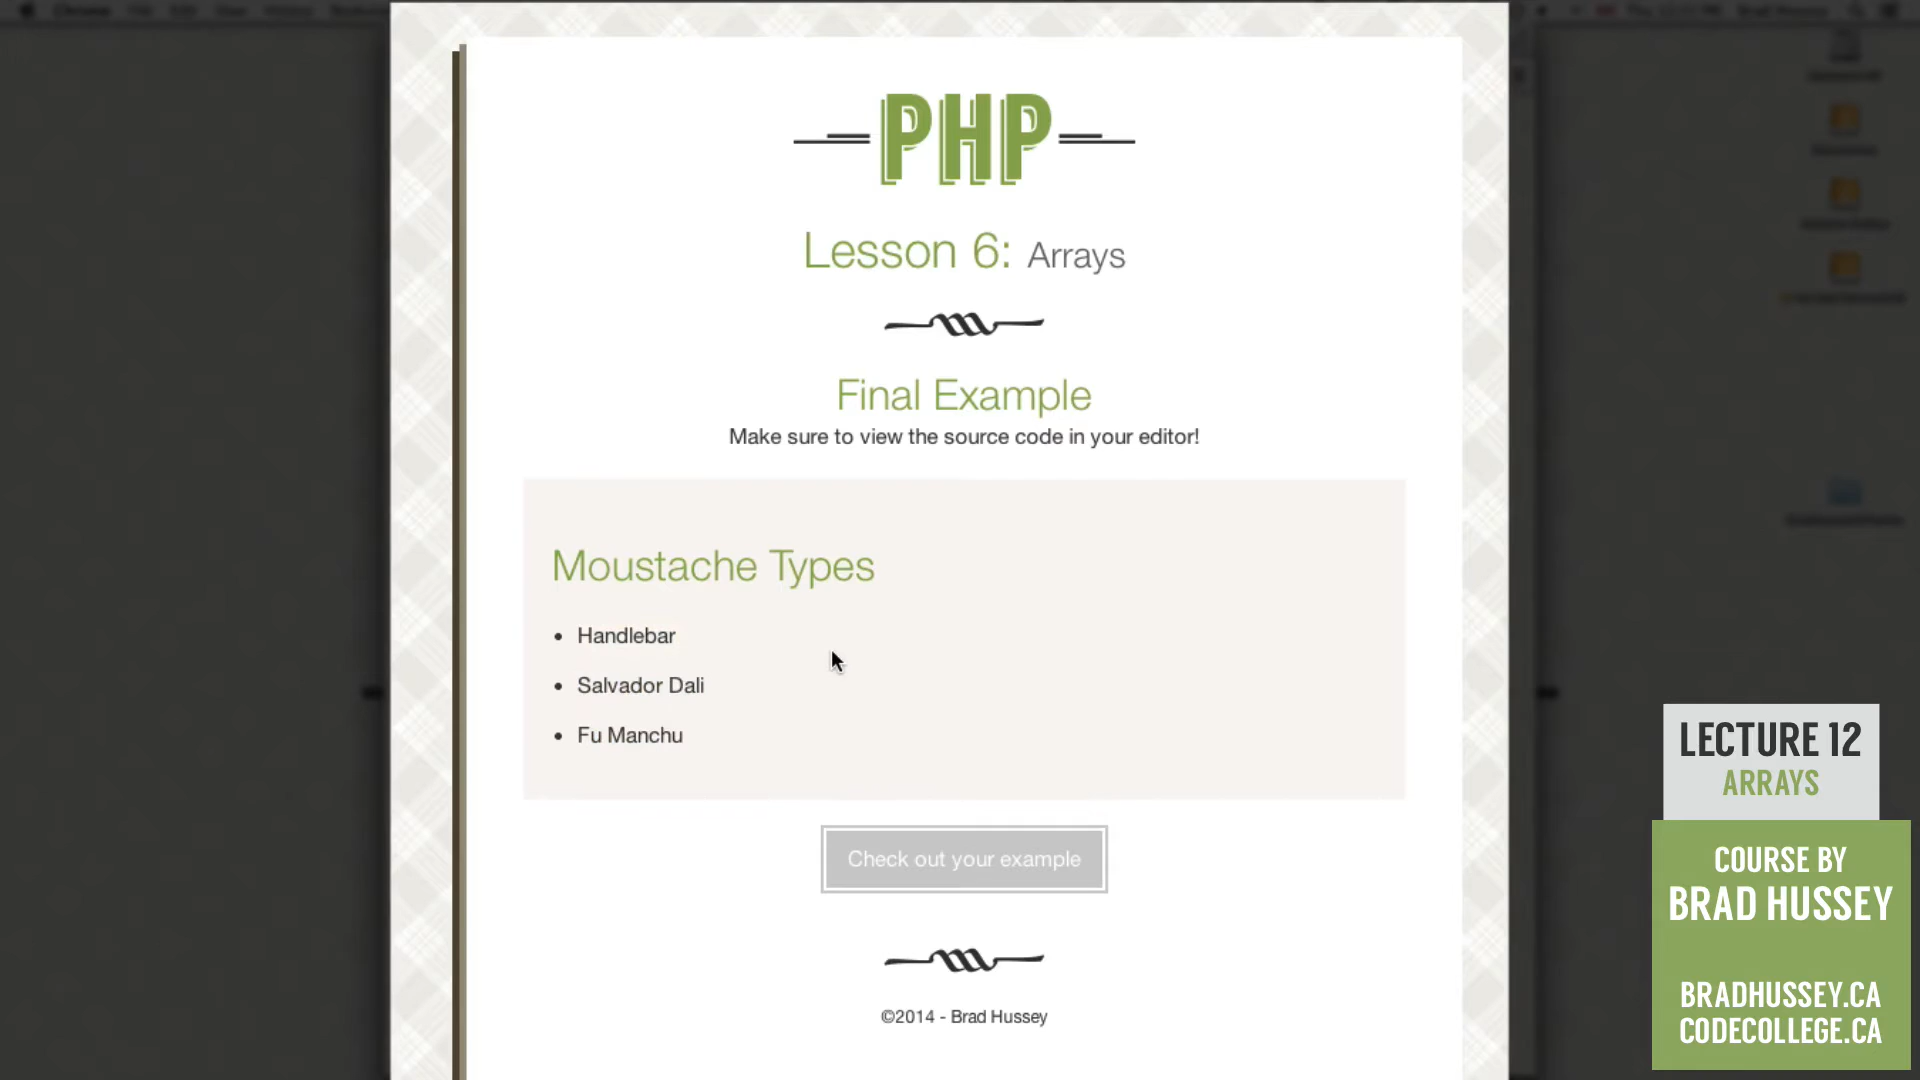 PHP
Lesson 6: Arrays
Final Example
Make sure to view the source code in your editor!
Moustache Types
Handlebar
Salvador Dali
Fu Manchu
Check out your example
©2014 - Brad Hussey
LECTURE 12
ARRAYS
COURSE BY
BRAD HUSSEY
BRADHUSSEY.CA
CODECOLLEGE.CA